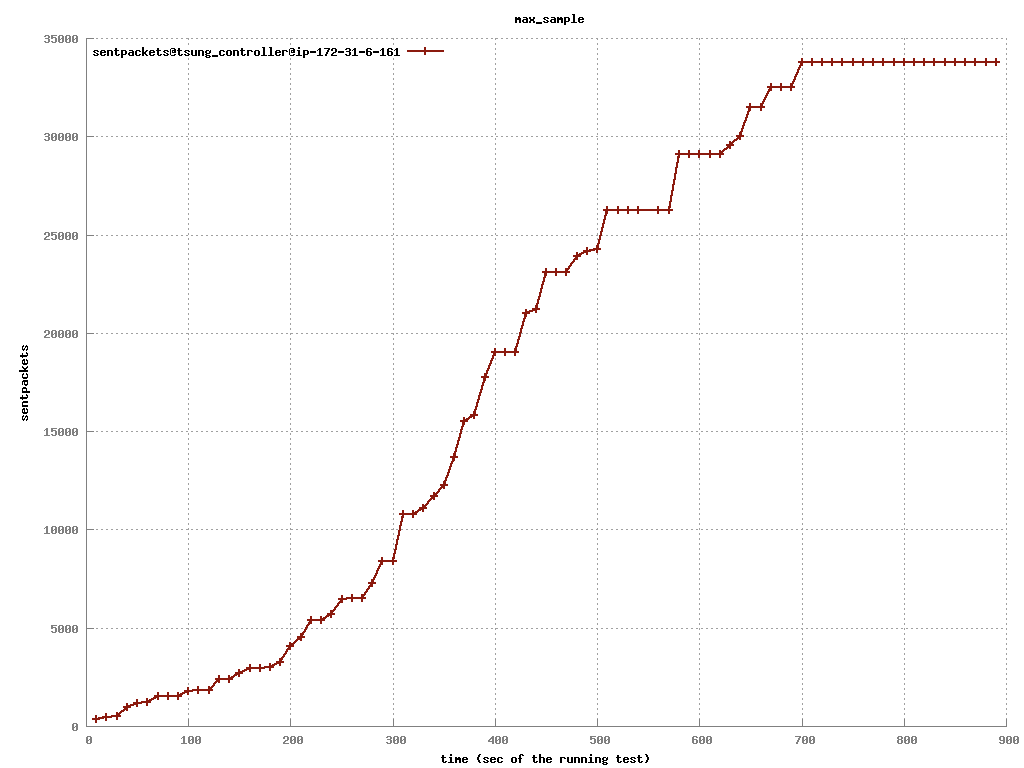 max_sample
sentpackets@tsung_controller@ip-172-31-6-161
35000
30000
25000
20000
15000
10000
5000
0
sentpackets
0 100 200 300 400 500 600 700 800 900
time (sec of the running test)